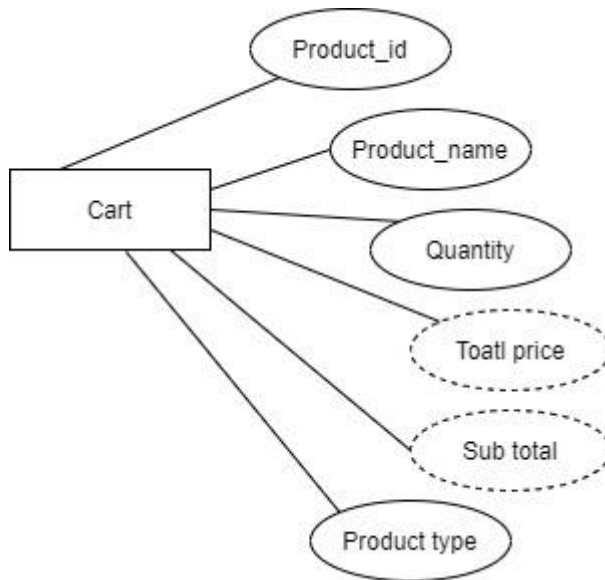 Product_id
Product_name
Cart
Quantity
Toatl price
Sub total
Product type